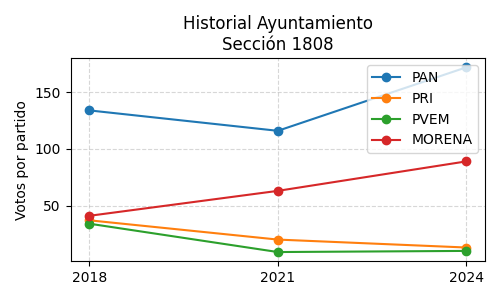 Historial Ayuntamiento
Sección 1808
Votos por partido
150
100
50
2018
2021
2024
PAN
PRI
PVEM
MORENA